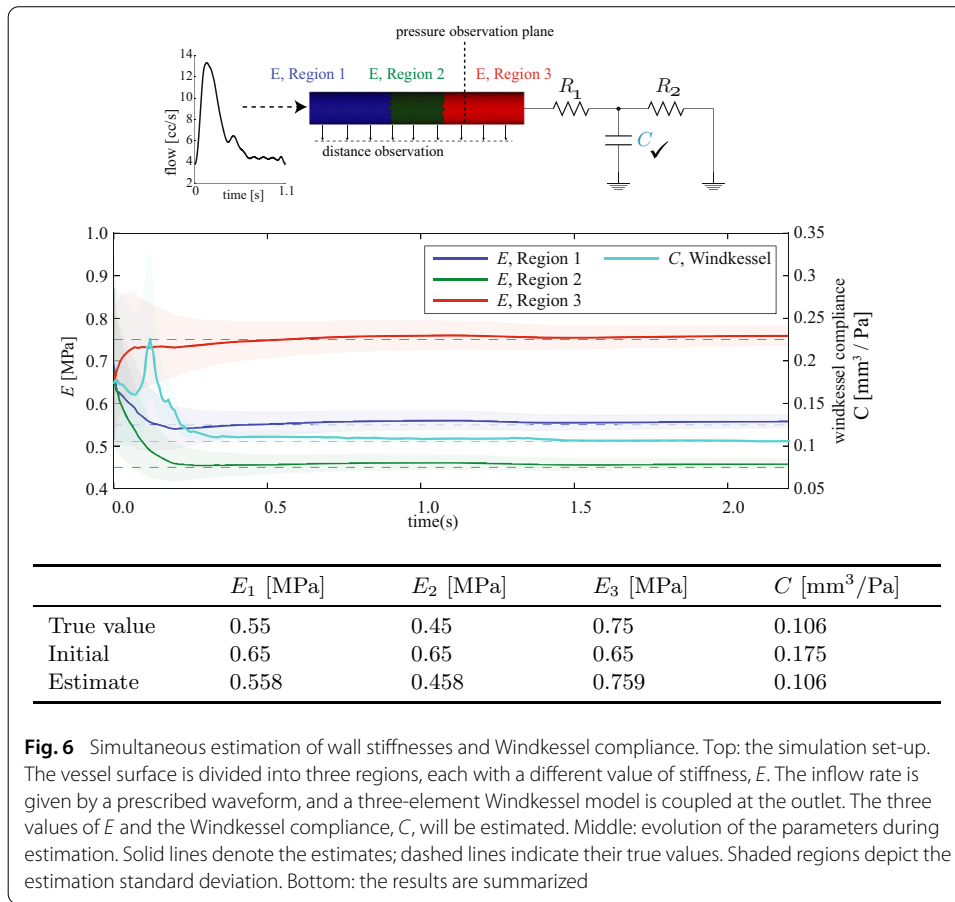 pressure observation plane
E, Region 1 E, Region 2 E, Region 3
flow [cc/s]
14
12
10
8
6
4
2
0 1.1
time [s]
distance observation
R1 R2
C ✓
1.0
0.9
0.8
0.7
0.6
0.5
0.4
E [MPa]
E, Region 1 C, Windkessel
E, Region 2
E, Region 3
0.35
0.3
0.25
0.2
0.15
0.1
0.05
windkessel compliance
C [mm³ / Pa]
0.0 0.5 1.0 1.5 2.0
time(s)
E1 [MPa] E2 [MPa] E3 [MPa] C [mm³/Pa]
True value 0.55 0.45 0.75 0.106
Initial 0.65 0.65 0.65 0.175
Estimate 0.558 0.458 0.759 0.106
Fig. 6 Simultaneous estimation of wall stiffnesses and Windkessel compliance. Top: the simulation set-up.
The vessel surface is divided into three regions, each with a different value of stiffness, E. The inflow rate is
given by a prescribed waveform, and a three-element Windkessel model is coupled at the outlet. The three
values of E and the Windkessel compliance, C, will be estimated. Middle: evolution of the parameters during
estimation. Solid lines denote the estimates; dashed lines indicate their true values. Shaded regions depict the
estimation standard deviation. Bottom: the results are summarized